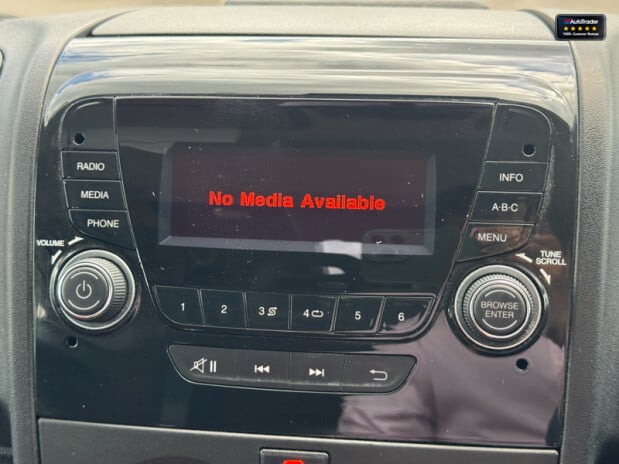 AutoTrader
RADIO
MEDIA
PHONE
VOLUME
No Media Available
INFO
A-B-C
MENU
TUNE
SCROLL
BROWSE
ENTER
1
2
3
4
5
6